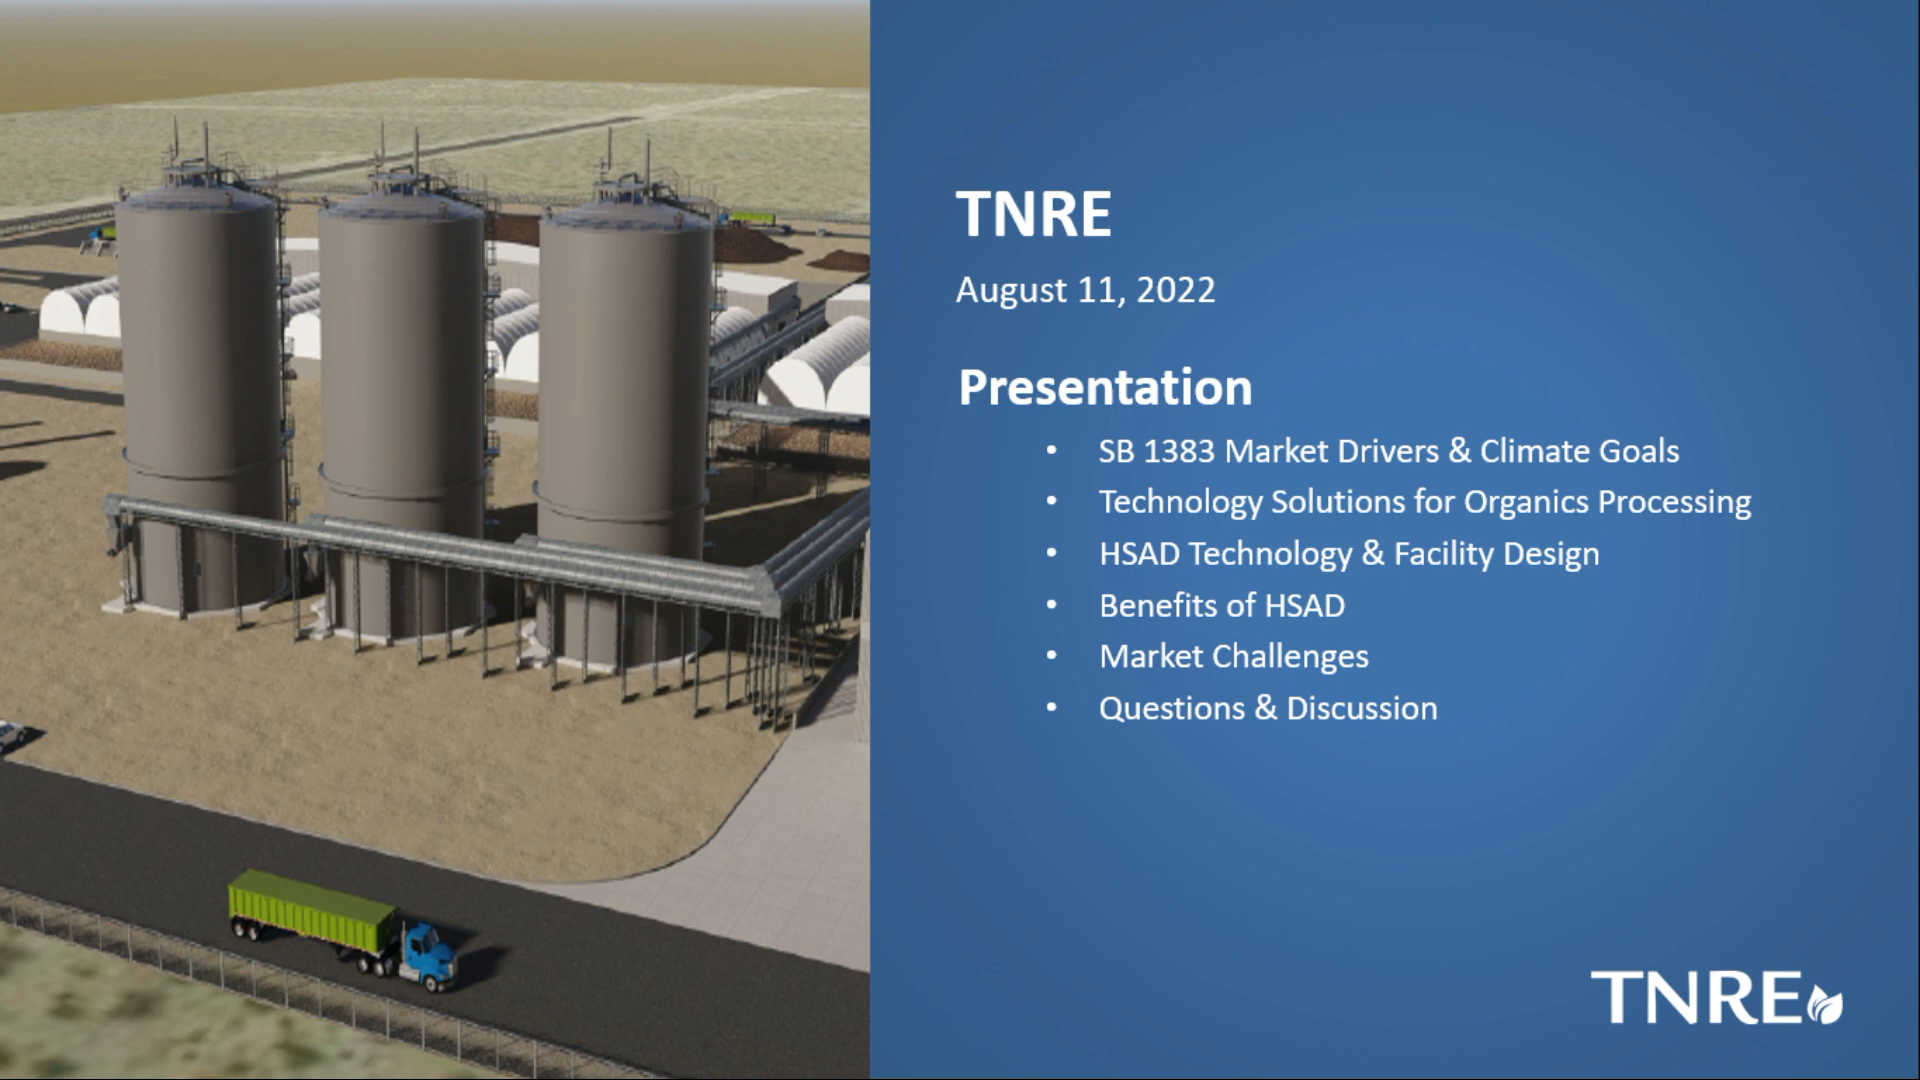 TNRE
August 11, 2022
Presentation
• SB 1383 Market Drivers & Climate Goals
• Technology Solutions for Organics Processing
• HSAD Technology & Facility Design
• Benefits of HSAD
• Market Challenges
• Questions & Discussion
TNRE